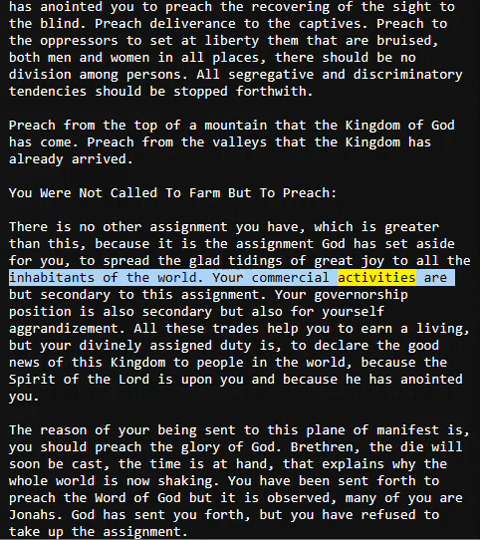 has anointed you to preach the recovering of the sight to
the blind. Preach deliverance to the captives. Preach to
the oppressors to set at liberty them that are bruised,
both men and women in all places, there should be no
division among persons. All segregative and discriminatory
tendencies should be stopped forthwith.
Preach from the top of a mountain that the Kingdom of God
has come. Preach from the valleys that the Kingdom has
already arrived.
You Were Not Called To Farm But To Preach:
There is no other assignment you have, which is greater
than this, because it is the assignment God has set aside
for you, to spread the glad tidings of great joy to all the
inhabitants of the world. Your commercial activities are
but secondary to this assignment. Your governorship
position is also secondary but also for yourself
aggrandizement. All these trades help you to earn a living,
but your divinely assigned duty is, to declare the good
news of this Kingdom to people in the world, because the
Spirit of the Lord is upon you and because he has anointed
you.
The reason of your being sent to this plane of manifest is,
you should preach the glory of God. Brethren, the die will
soon be cast, the time is at hand, that explains why the
whole world is now shaking. You have been sent forth to
preach the Word of God but it is observed, many of you are
Jonahs. God has sent you forth, but you have refused to
take up the assignment.